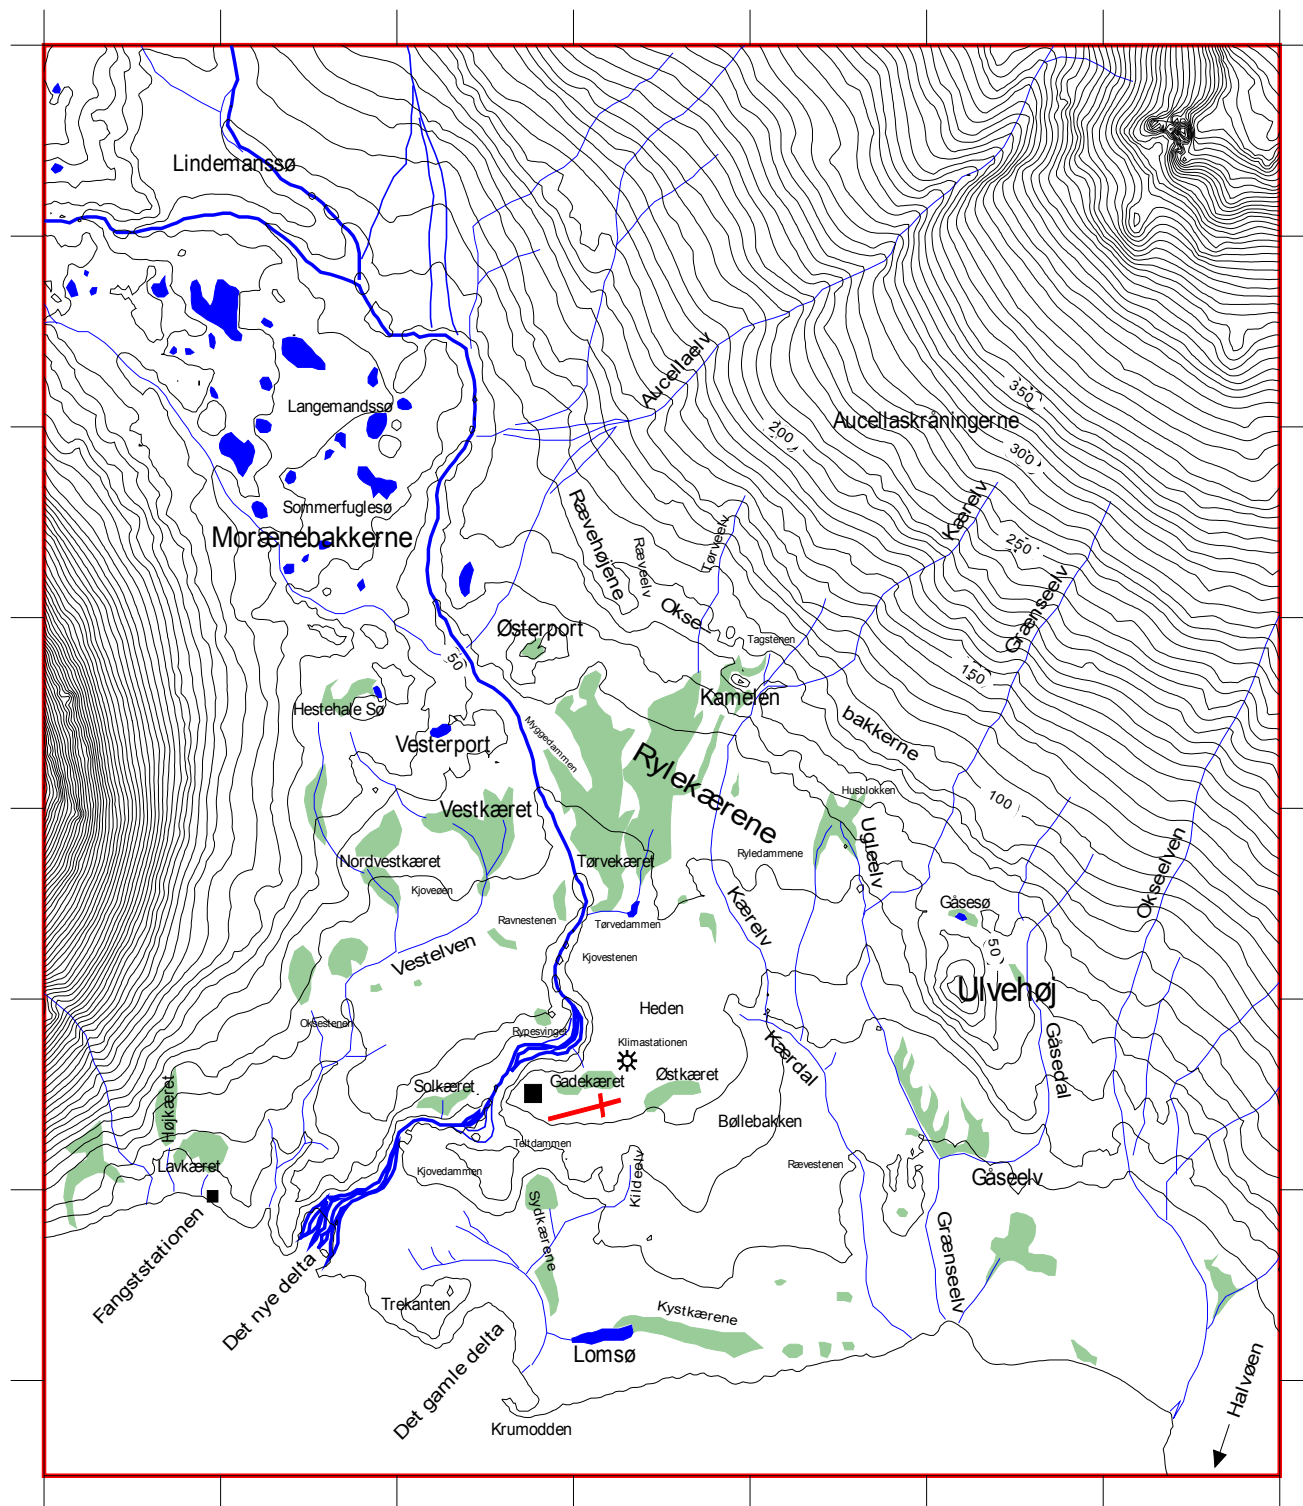 Lindemanssø
Aucellaelv
350
Langemandssø
200
Aucellaskråningerne
300
Sommerfuglesø
Morænebakkerne
Rævehøjene
Ræveelv
Tørveelv
Kærelv
250
Grænseelv
Okse
Østerport
Tagstenen
50
150
Hestehale Sø
Kamelen
bakkerne
Vesterport
Myggedammen
Rylekærene
Husblokken
100
Vestkæret
Nordvestkæret
Tørvekæret
Ryledammene
Ugleelv
Okseelven
Kjoveøen
Gåsesø
Ravnestenen
Tørvedammen
Kærelv
Vestelven
Kjovestenen
50
Ulvehøj
Heden
Oksestenen
Rypesvinget
Klimastationen
Kærdal
Gåsedal
Solkæret
Gadekæret
Østkæret
Højkæret
Bøllebakken
Teltdammen
Lavkæret
Kjovedammen
Kildeelv
Rævestenen
Gåseelv
Sydkærene
Fangststationen
Det nye delta
Grænseelv
Trekanten
Kystkærene
Det gamle delta
Lomsø
Halvøen
Krumodden